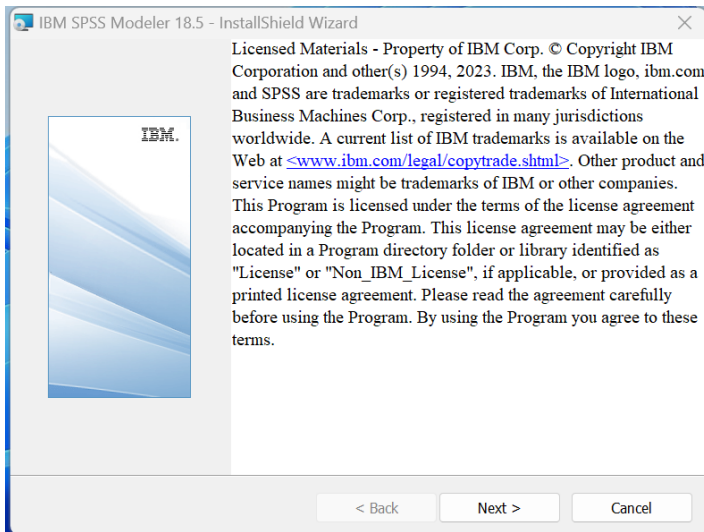 IBM SPSS Modeler 18.5 - InstallShield Wizard
IBM.
Licensed Materials - Property of IBM Corp. © Copyright IBM
Corporation and other(s) 1994, 2023. IBM, the IBM logo, ibm.com
and SPSS are trademarks or registered trademarks of International
Business Machines Corp., registered in many jurisdictions
worldwide. A current list of IBM trademarks is available on the
Web at <www.ibm.com/legal/copytrade.shtml>. Other product and
service names might be trademarks of IBM or other companies.
This Program is licensed under the terms of the license agreement
accompanying the Program. This license agreement may be either
located in a Program directory folder or library identified as
"License" or "Non_IBM_License", if applicable, or provided as a
printed license agreement. Please read the agreement carefully
before using the Program. By using the Program you agree to these
terms.
< Back
Next >
Cancel